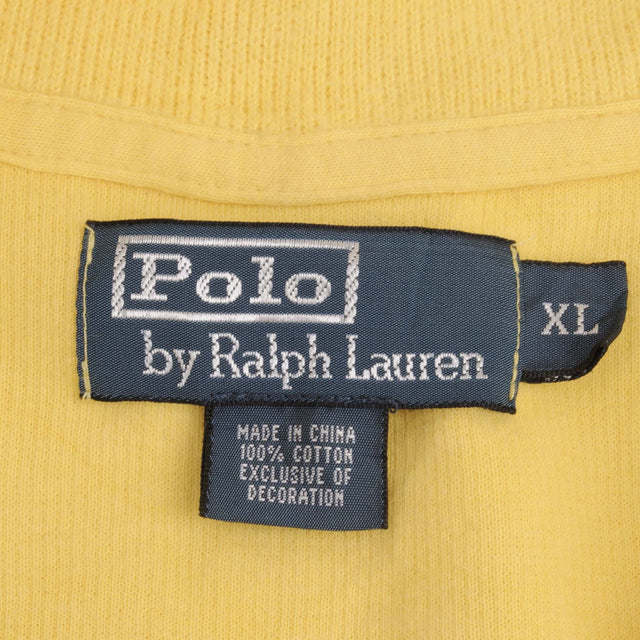 Polo
by Ralph Lauren
XL
MADE IN CHINA
100% COTTON
EXCLUSIVE OF
DECORATION